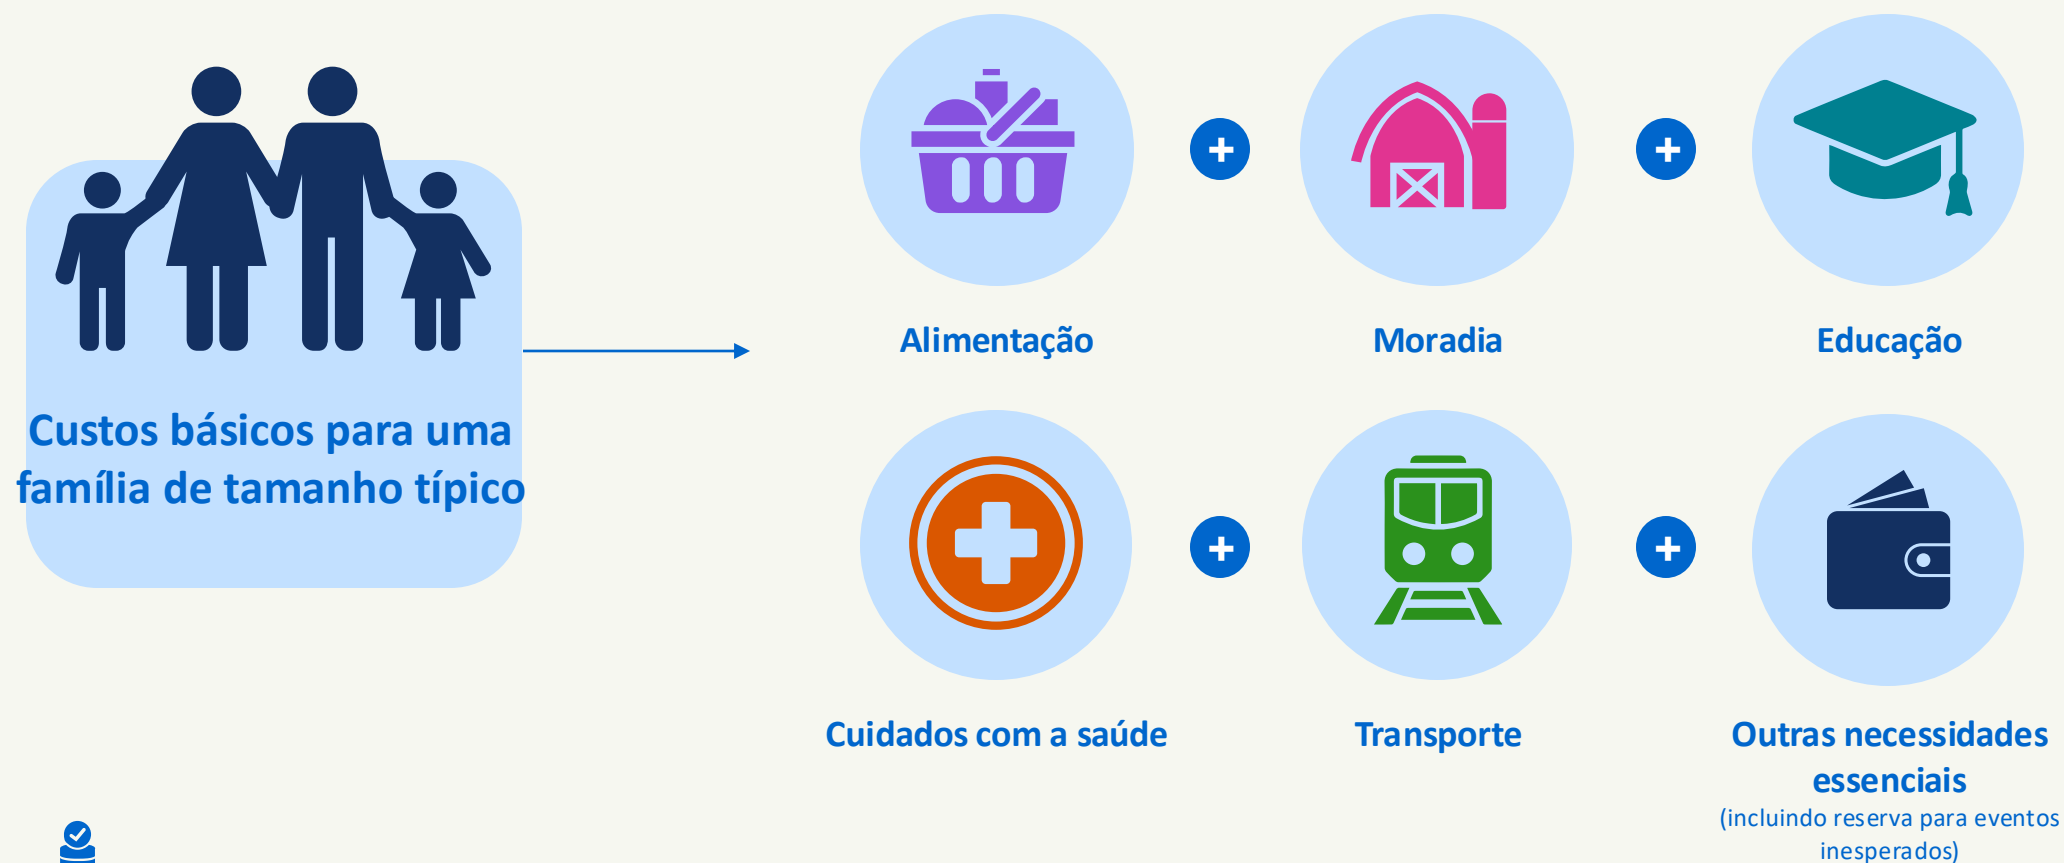 Custos básicos para uma
família de tamanho típico
+
+
Alimentação
Moradia
Educação
+
+
Cuidados com a saúde
Transporte
Outras necessidades
essenciais
(incluindo reserva para eventos
inesperados)